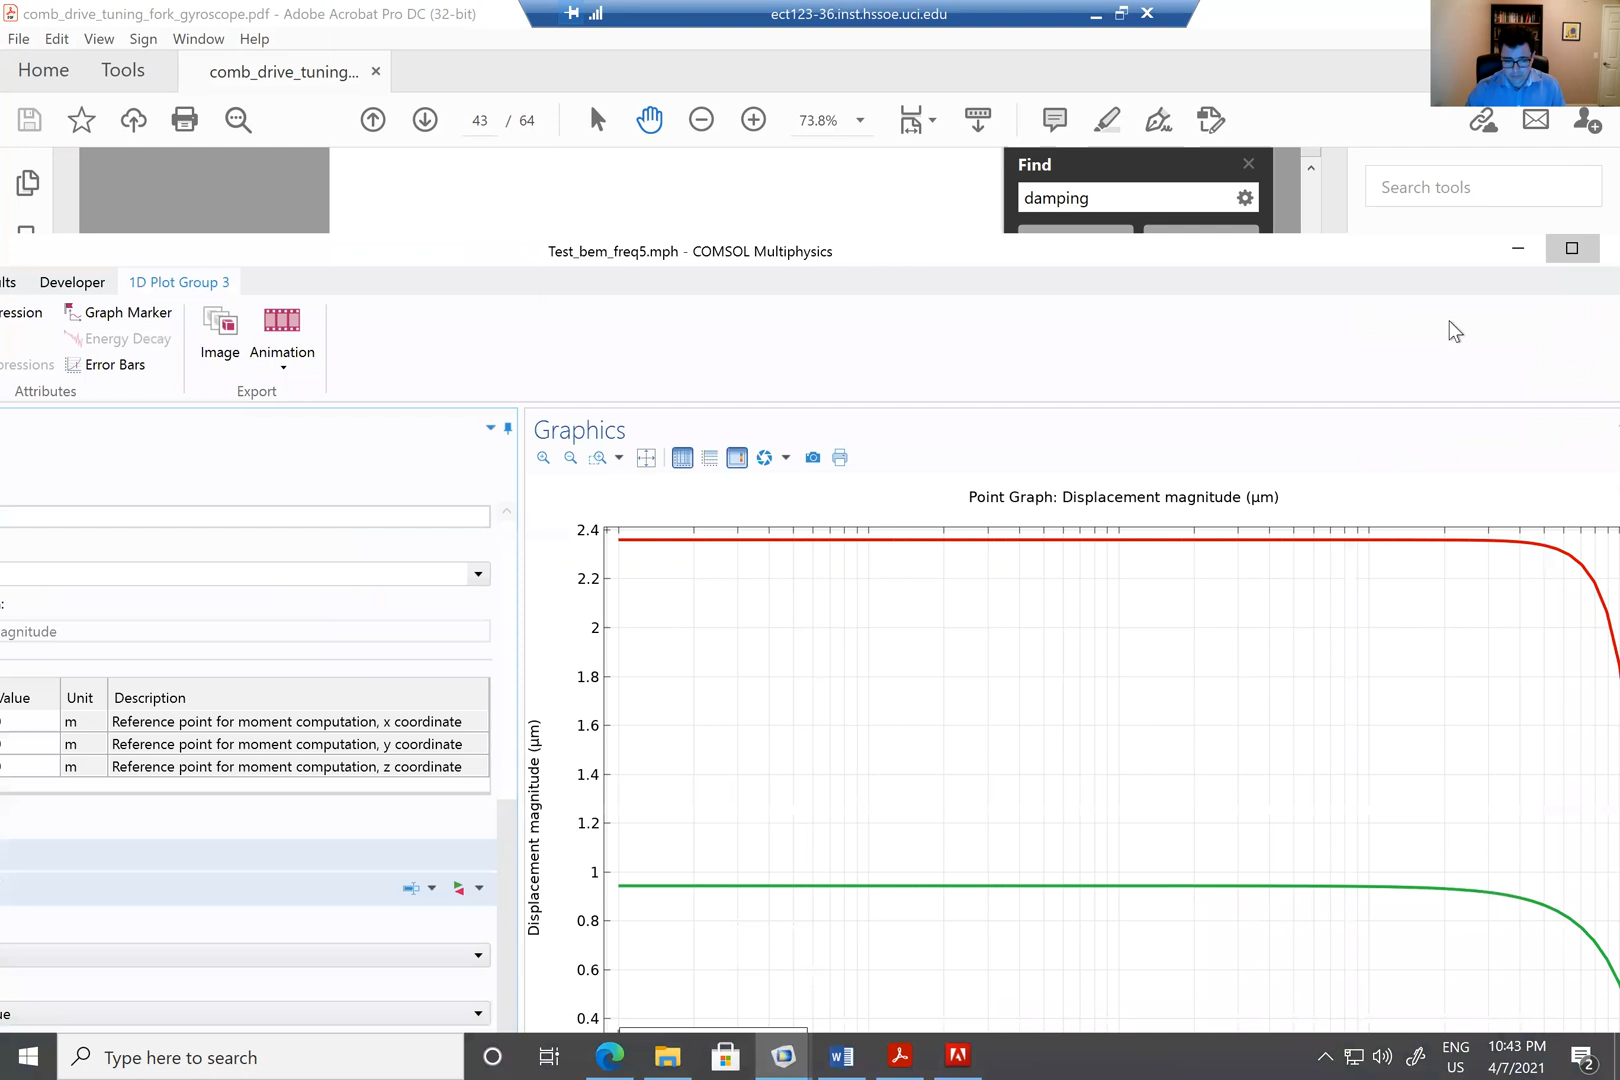 comb_drive_tuning_fork_gyroscope.pdf - Adobe Acrobat Pro DC (32-bit)
ect123-36.inst.hssoe.uci.edu
File Edit View Sign Window Help
Home Tools comb_drive_tuning...
43 / 64
73.8%
Find
damping
Search tools
Test_bem_freq5.mph - COMSOL Multiphysics
lts Developer 1D Plot Group 3
ression Graph Marker
Energy Decay
pressions Error Bars
Image Animation
Attributes Export
Graphics
Point Graph: Displacement magnitude (µm)
2.4
2.2
2
1.8
1.6
1.4
1.2
1
0.8
0.6
0.4
Displacement magnitude (µm)
:
agnitude
Value Unit Description
m Reference point for moment computation, x coordinate
m Reference point for moment computation, y coordinate
m Reference point for moment computation, z coordinate
ue
Type here to search
ENG
US
10:43 PM
4/7/2021
2